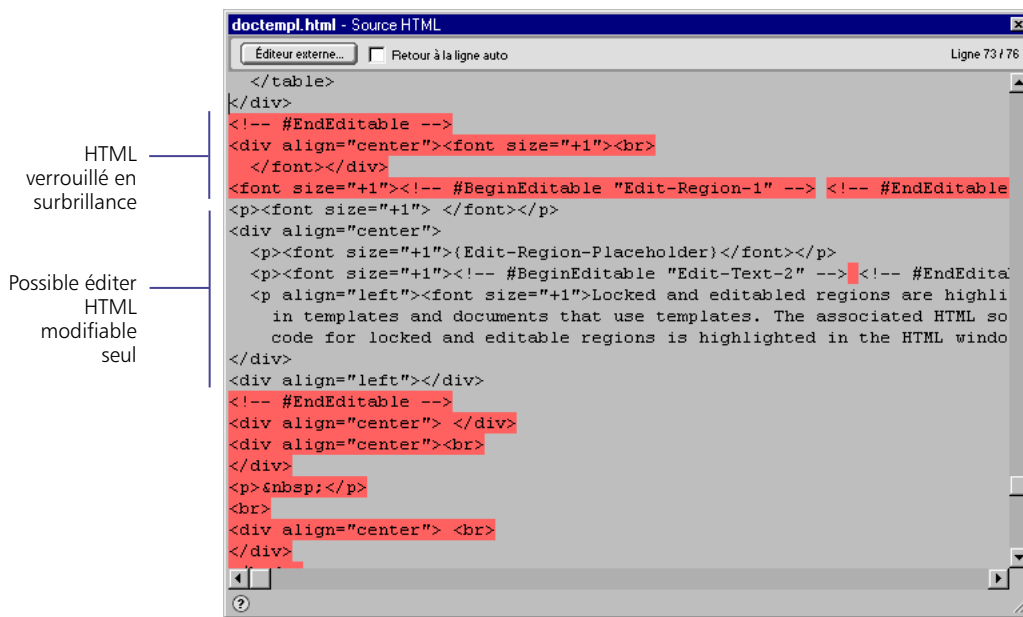 doctempl.html - Source HTML
Éditeur externe... Retour à la ligne auto Ligne 73 / 76
</table>
</div>
<!-- #EndEditable -->
<div align="center"><font size="+1"><br>
</font></div>
<font size="+1"><!-- #BeginEditable "Edit-Region-1" --> <!-- #EndEditable
<p><font size="+1"> </font></p>
<div align="center">
<p><font size="+1">{Edit-Region-Placeholder}</font></p>
<p><font size="+1"><!-- #BeginEditable "Edit-Text-2" --> <!-- #EndEdita
<p align="left"><font size="+1">Locked and editabled regions are highli
in templates and documents that use templates. The associated HTML so
code for locked and editable regions is highlighted in the HTML windo
</div>
<div align="left"></div>
<!-- #EndEditable -->
<div align="center"> </div>
<div align="center"><br>
</div>
<p>&nbsp;</p>
<br>
<div align="center"> <br>
</div>
HTML
verrouillé en
surbrillance
Possible éditer
HTML
modifiable
seul